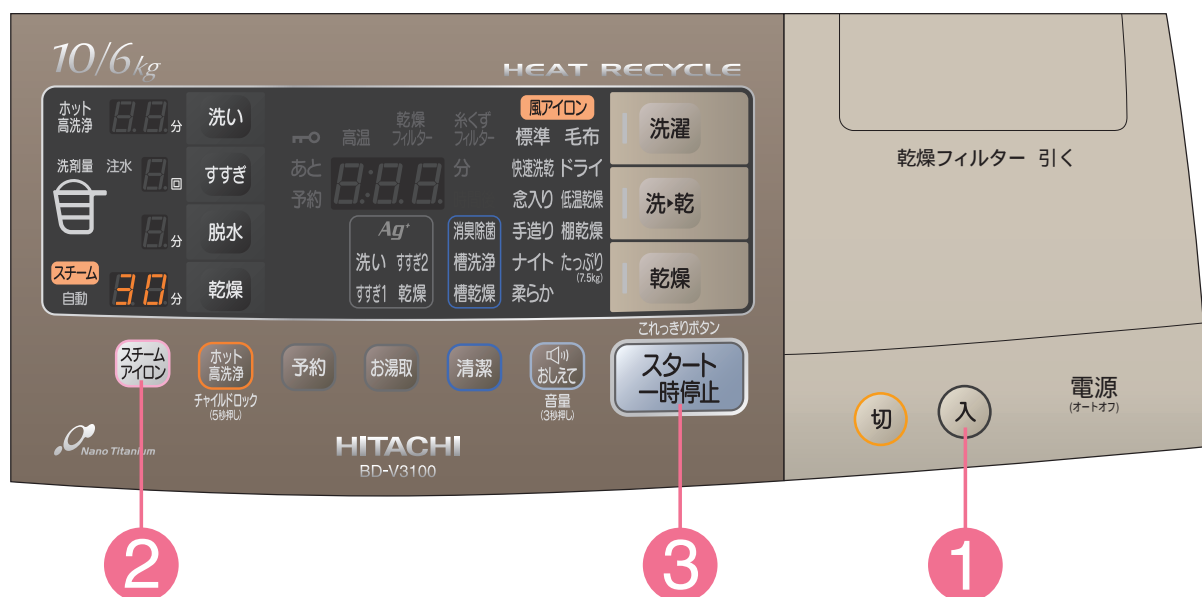 10/6kg
HEAT RECYCLE
ホット
高洗浄
分
洗い
洗剤量
注水
回
すすぎ
分
脱水
スチーム
自動
30
分
乾燥
高温
乾燥
フィルター
糸くず
フィルター
あと
予約
8:88
分
Ag+
洗い
すすぎ2
すすぎ1
乾燥
消臭除菌
槽洗浄
槽乾燥
風アイロン
標準
毛布
快速洗乾
ドライ
念入り
低温乾燥
手造り
棚乾燥
ナイト
たっぷり
(7.5kg)
柔らか
洗濯
洗▸乾
乾燥
乾燥フィルター 引く
スチーム
アイロン
ホット
高洗浄
チャイルドロック
(5秒押し)
予約
お湯取
清潔
おしえて
音量
(3秒押し)
これっきりボタン
スタート
一時停止
切
入
電源
(オートオフ)
Nano Titanium
HITACHI
BD-V3100
2
3
1